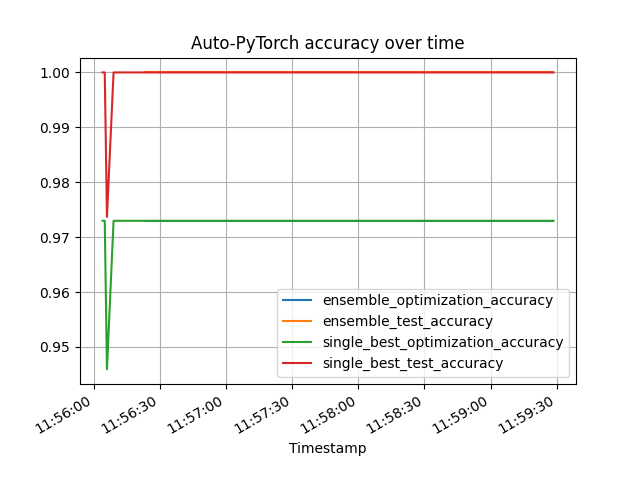 Auto-PyTorch accuracy over time
1.00
0.99
0.98
0.97
0.96
0.95
ensemble_optimization_accuracy
ensemble_test_accuracy
single_best_optimization_accuracy
single_best_test_accuracy
11:56:00
11:56:30
11:57:00
11:57:30
11:58:00
11:58:30
11:59:00
11:59:30
Timestamp